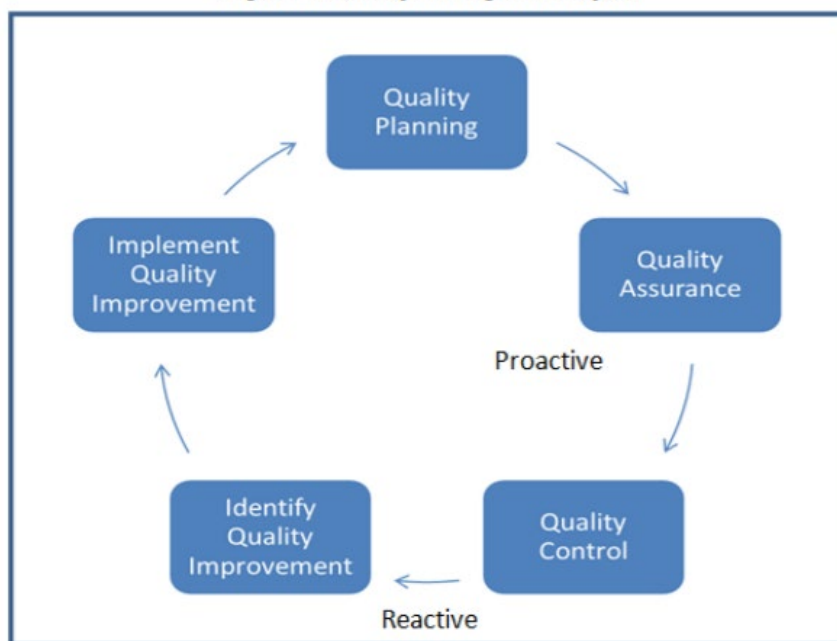 Quality
Planning
Quality
Assurance
Proactive
Quality
Control
Reactive
Identify
Quality
Improvement
Implement
Quality
Improvement